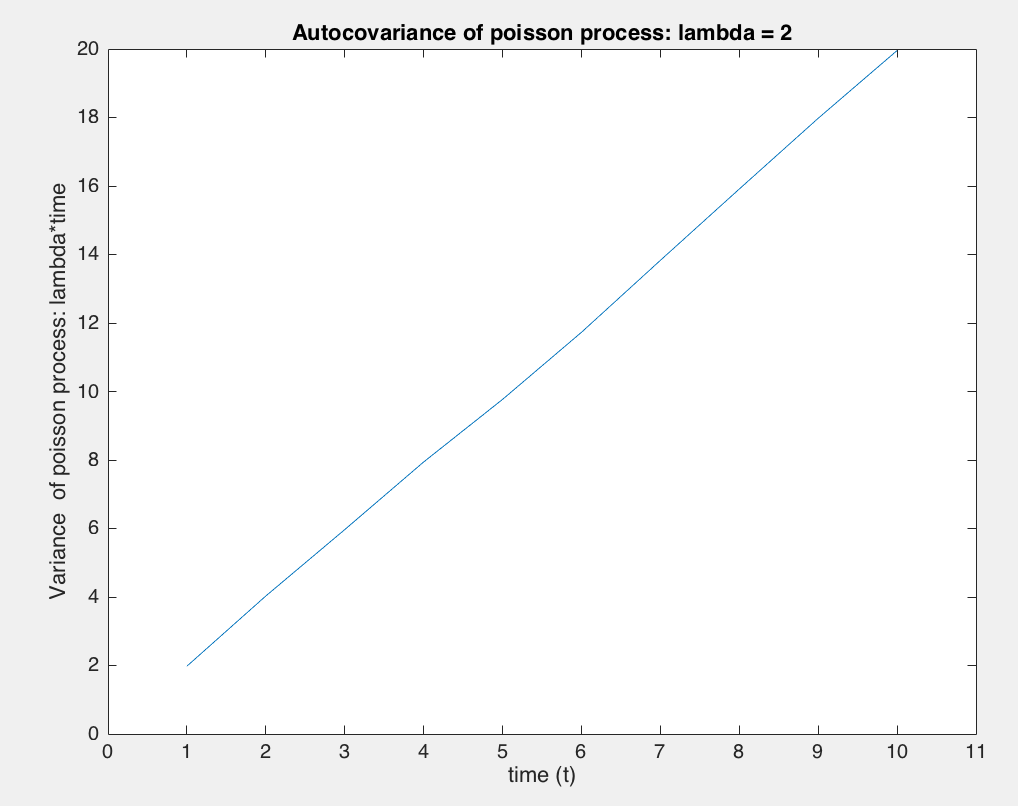 Autocovariance of poisson process: lambda = 2
20
18
16
14
12
10
8
6
4
2
0
Variance  of poisson process: lambda*time
0 1 2 3 4 5 6 7 8 9 10 11
time (t)